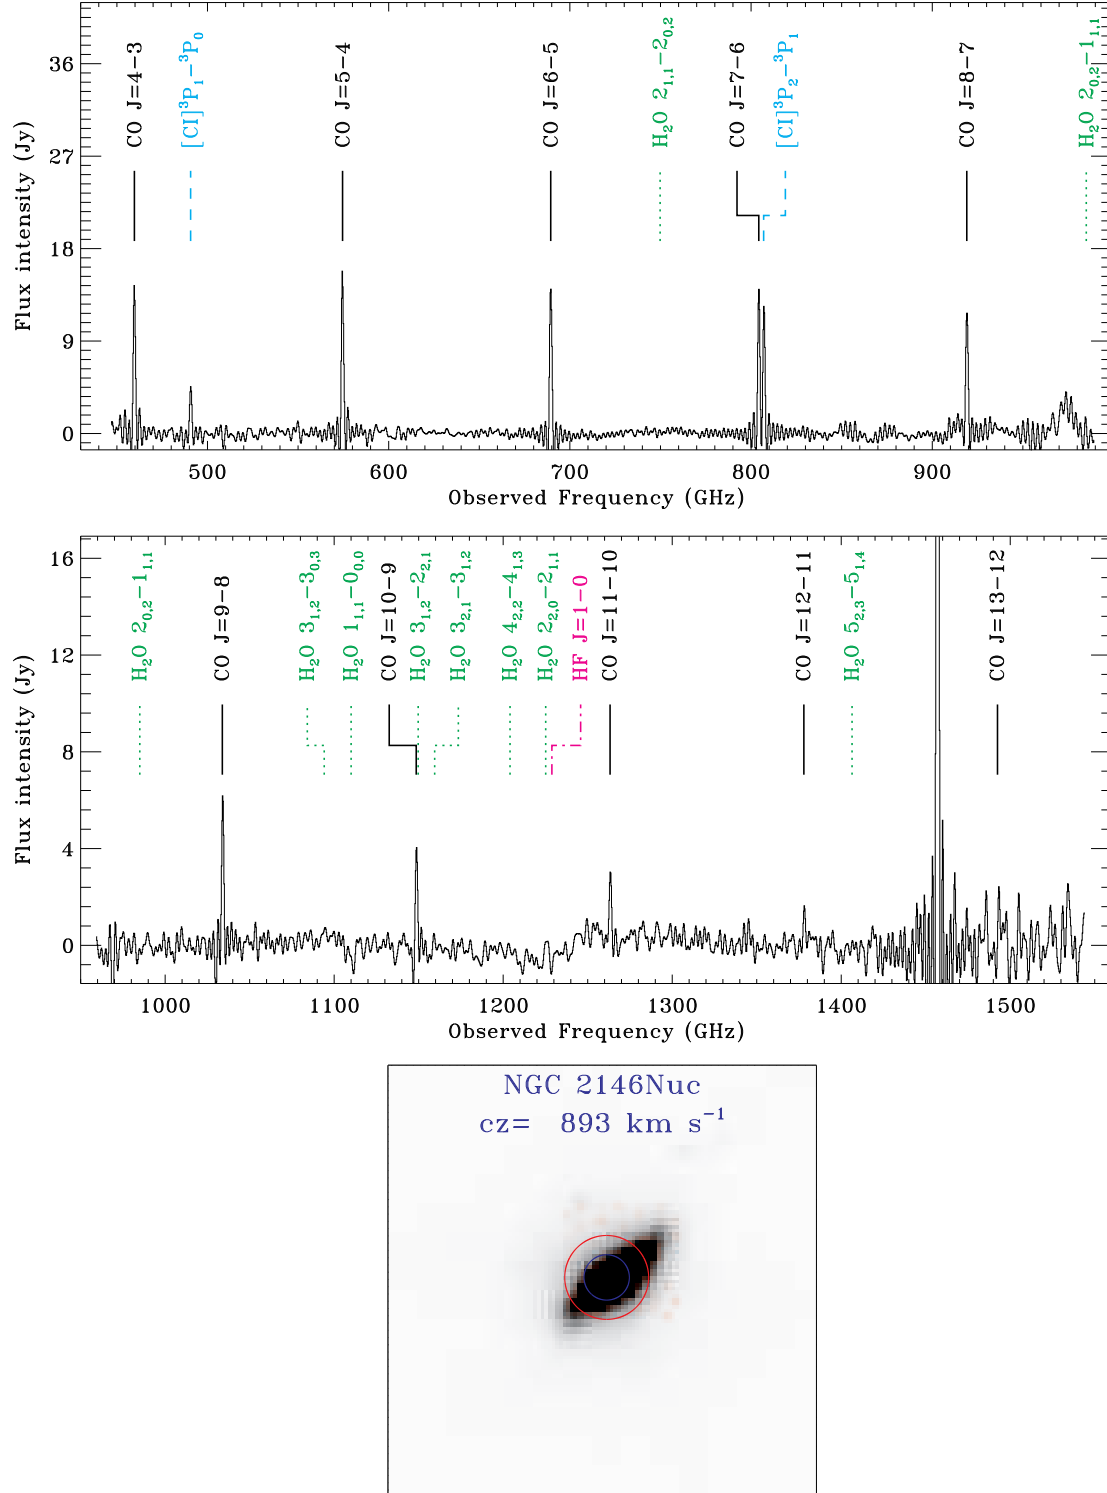 CO J=4−3
[CI]³P₁−³P₀
CO J=5−4
CO J=6−5
H₂O 2₁,₁−2₀,₂
CO J=7−6
[CI]³P₂−³P₁
CO J=8−7
H₂O 2₀,₂−1₁,₁
Flux intensity (Jy)
36
27
18
9
0
500
600
700
800
900
Observed Frequency (GHz)
H₂O 2₀,₂−1₁,₁
CO J=9−8
H₂O 3₁,₂−3₀,₃
H₂O 1₁,₁−0₀,₀
CO J=10−9
H₂O 3₁,₂−2₂,₁
H₂O 3₂,₁−3₁,₂
H₂O 4₂,₂−4₁,₃
H₂O 2₂,₀−2₁,₁
HF J=1−0
CO J=11−10
CO J=12−11
H₂O 5₂,₃−5₁,₄
CO J=13−12
Flux intensity (Jy)
16
12
8
4
0
1000
1100
1200
1300
1400
1500
Observed Frequency (GHz)
NGC 2146Nuc
cz= 893 km s⁻¹